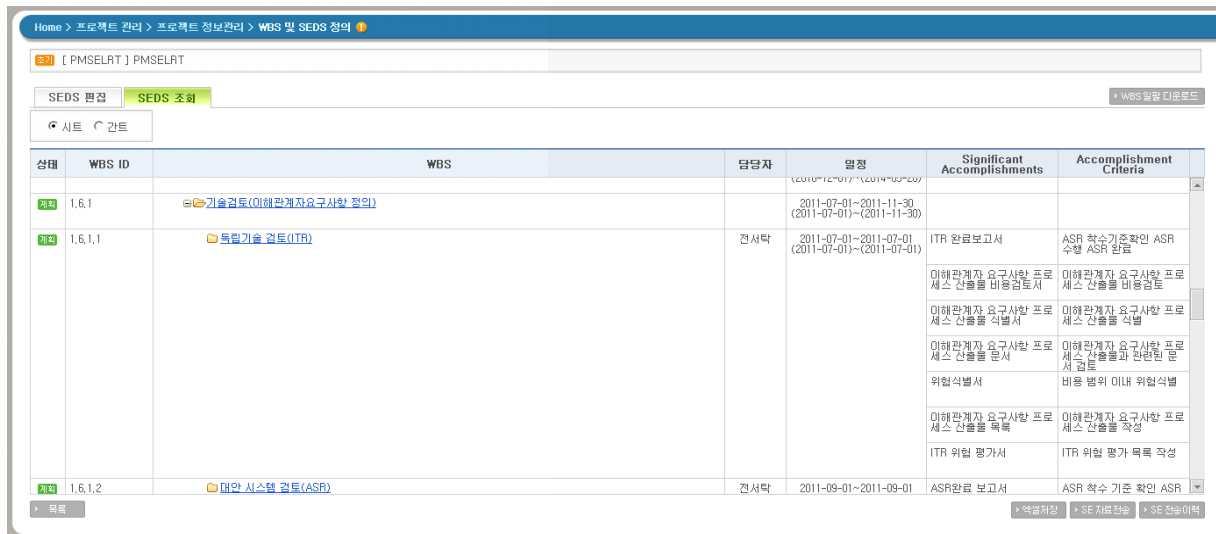 Home > 프로젝트 관리 > 프로젝트 정보관리 > WBS 및 SEDS 정의
초기 [ PMSELRT ] PMSELRT
SEDS 편집 SEDS 조회 WBS 일괄 다운로드
시트 간트
상태 WBS ID WBS 담당자 일정 Significant Accomplishments Accomplishment Criteria
(2010-12-01)~(2014-05-20)
계획 1.6.1 기술검토(이해관계자요구사항 정의) 2011-07-01~2011-11-30
(2011-07-01)~(2011-11-30)
계획 1.6.1.1 독립기술 검토(ITR) 전서탁 2011-07-01~2011-07-01 ITR 완료보고서 ASR 착수기준확인 ASR
(2011-07-01)~(2011-07-01) 수행 ASR 완료
이해관계자 요구사항 프로 이해관계자 요구사항 프로
세스 산출물 비용검토서 세스 산출물 비용검토
이해관계자 요구사항 프로 이해관계자 요구사항 프로
세스 산출물 식별서 세스 산출물 식별
이해관계자 요구사항 프로 이해관계자 요구사항 프로
세스 산출물 문서 세스 산출물과 관련된 문
서 검토
위험식별서 비용 범위 이내 위험식별
이해관계자 요구사항 프로 이해관계자 요구사항 프로
세스 산출물 목록 세스 산출물 작성
ITR 위험 평가서 ITR 위험 평가 목록 작성
계획 1.6.1.2 대안 시스템 검토(ASR) 전서탁 2011-09-01~2011-09-01 ASR완료 보고서 ASR 착수 기준 확인 ASR
목록 엑셀저장 SE 자료전송 SE 전송이력